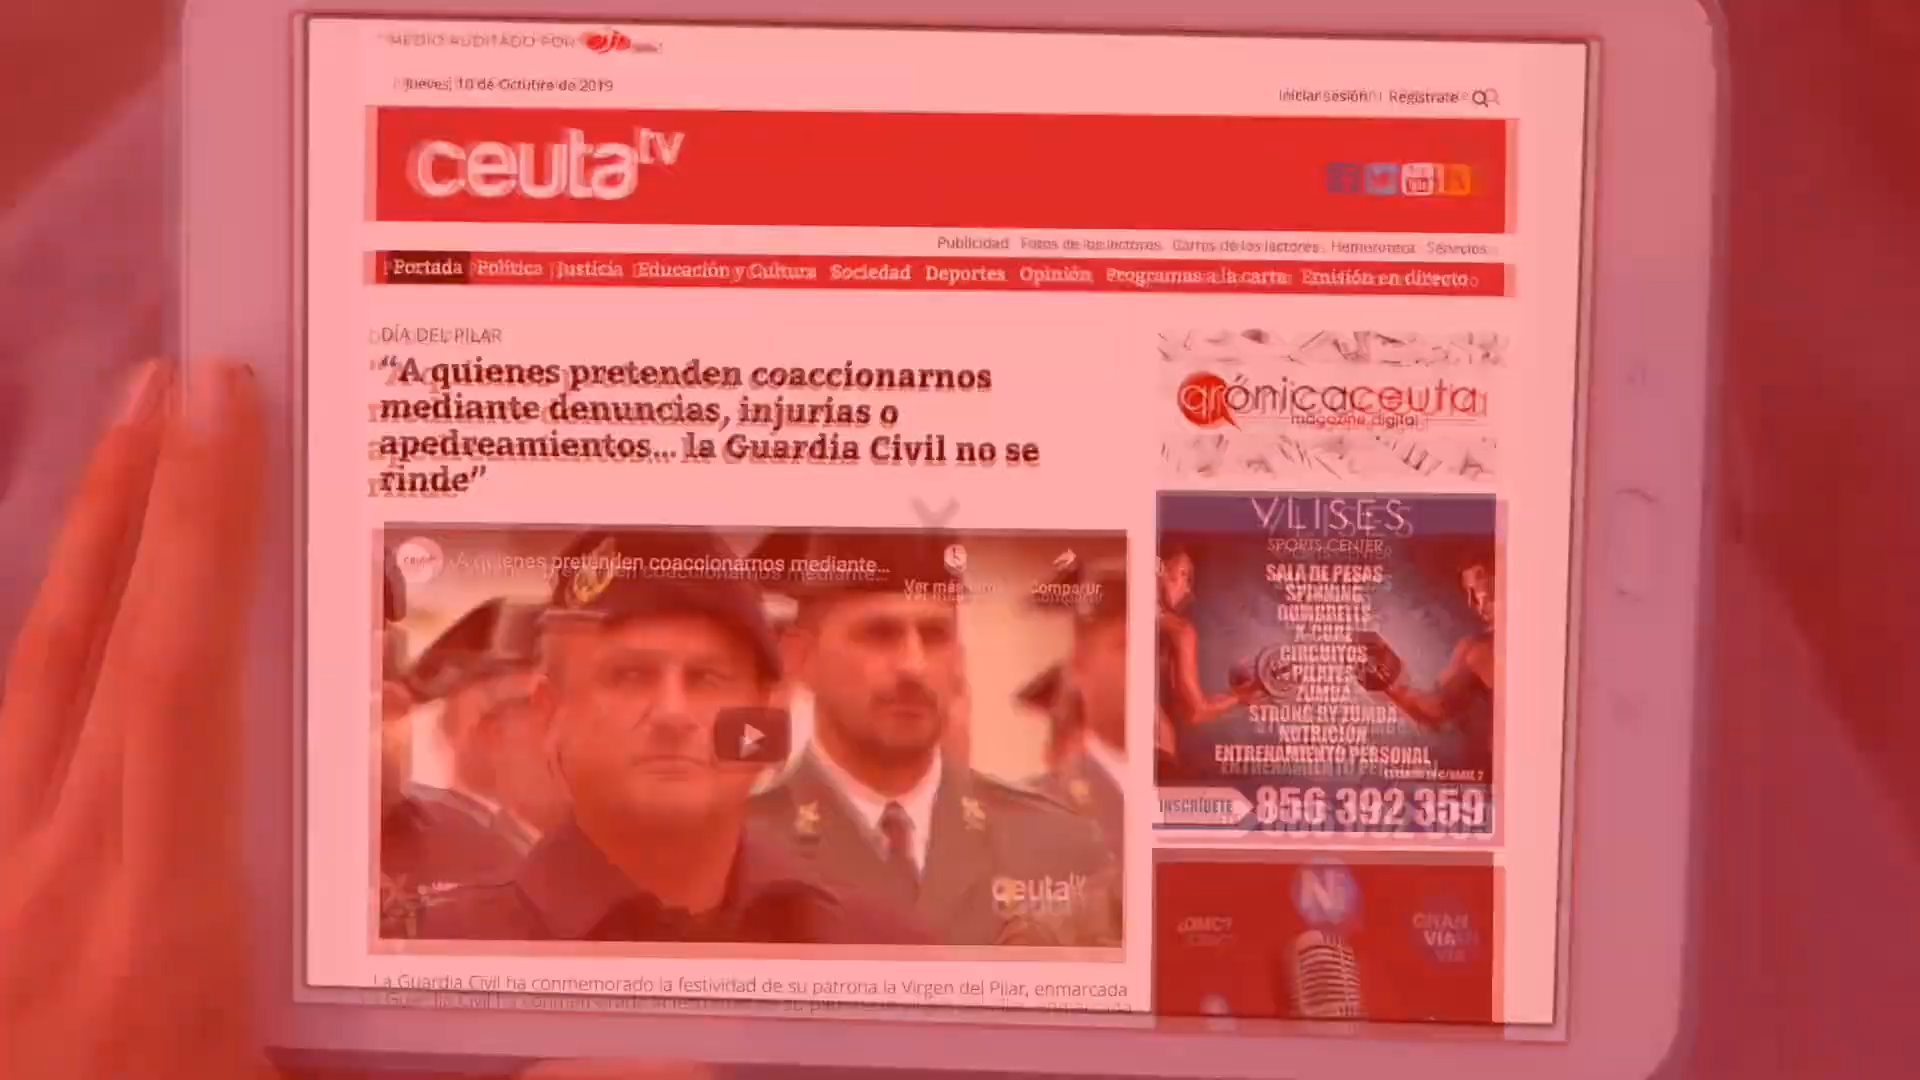 MEDIO AUDITADO POR ojd
Jueves, 10 de Octubre de 2019
Iniciar sesión | Regístrate
ceuta tv
Publicidad Fotos de los lectores Cartas de los lectores Hemeroteca Servicios
Portada Política Justicia Educación y Cultura Sociedad Deportes Opinión Programas a la carta Emisión en directo
DÍA DEL PILAR
“A quienes pretenden coaccionarnos
mediante denuncias, injurias o
apedreamientos... la Guardia Civil no se
rinde”
A quienes pretenden coaccionarnos mediante...
Ver más
Compartir
ceuta tv
La Guardia Civil ha conmemorado la festividad de su patrona la Virgen del Pilar, enmarcada
crónicaceuta
magazine digital
VLISES
SPORTS CENTER
SALA DE PESAS
SPINNING
DUMBBELLS
CIRCUITOS
PILATES
ZUMBA
STRONG BY ZUMBA
NUTRICIÓN
ENTRENAMIENTO PERSONAL
INSCRÍBETE 856 392 359
¿OMC?
GRAN
VIA